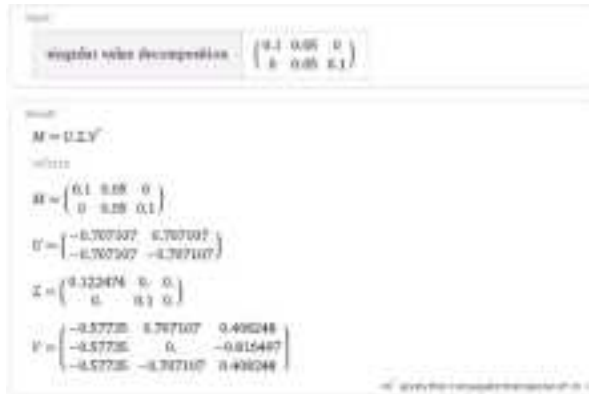 singular value decomposition (0.1 0.05 0
0 0.05 0.1)
M = U.Σ.V
where
M = (0.1 0.05 0
0 0.05 0.1)
U = (-0.707107 0.707107
-0.707107 -0.707107)
Σ = (0.122474 0. 0.
0. 0.1 0.)
V = (-0.57735 0.707107 0.408248
-0.57735 0. -0.816497
-0.57735 -0.707107 0.408248)